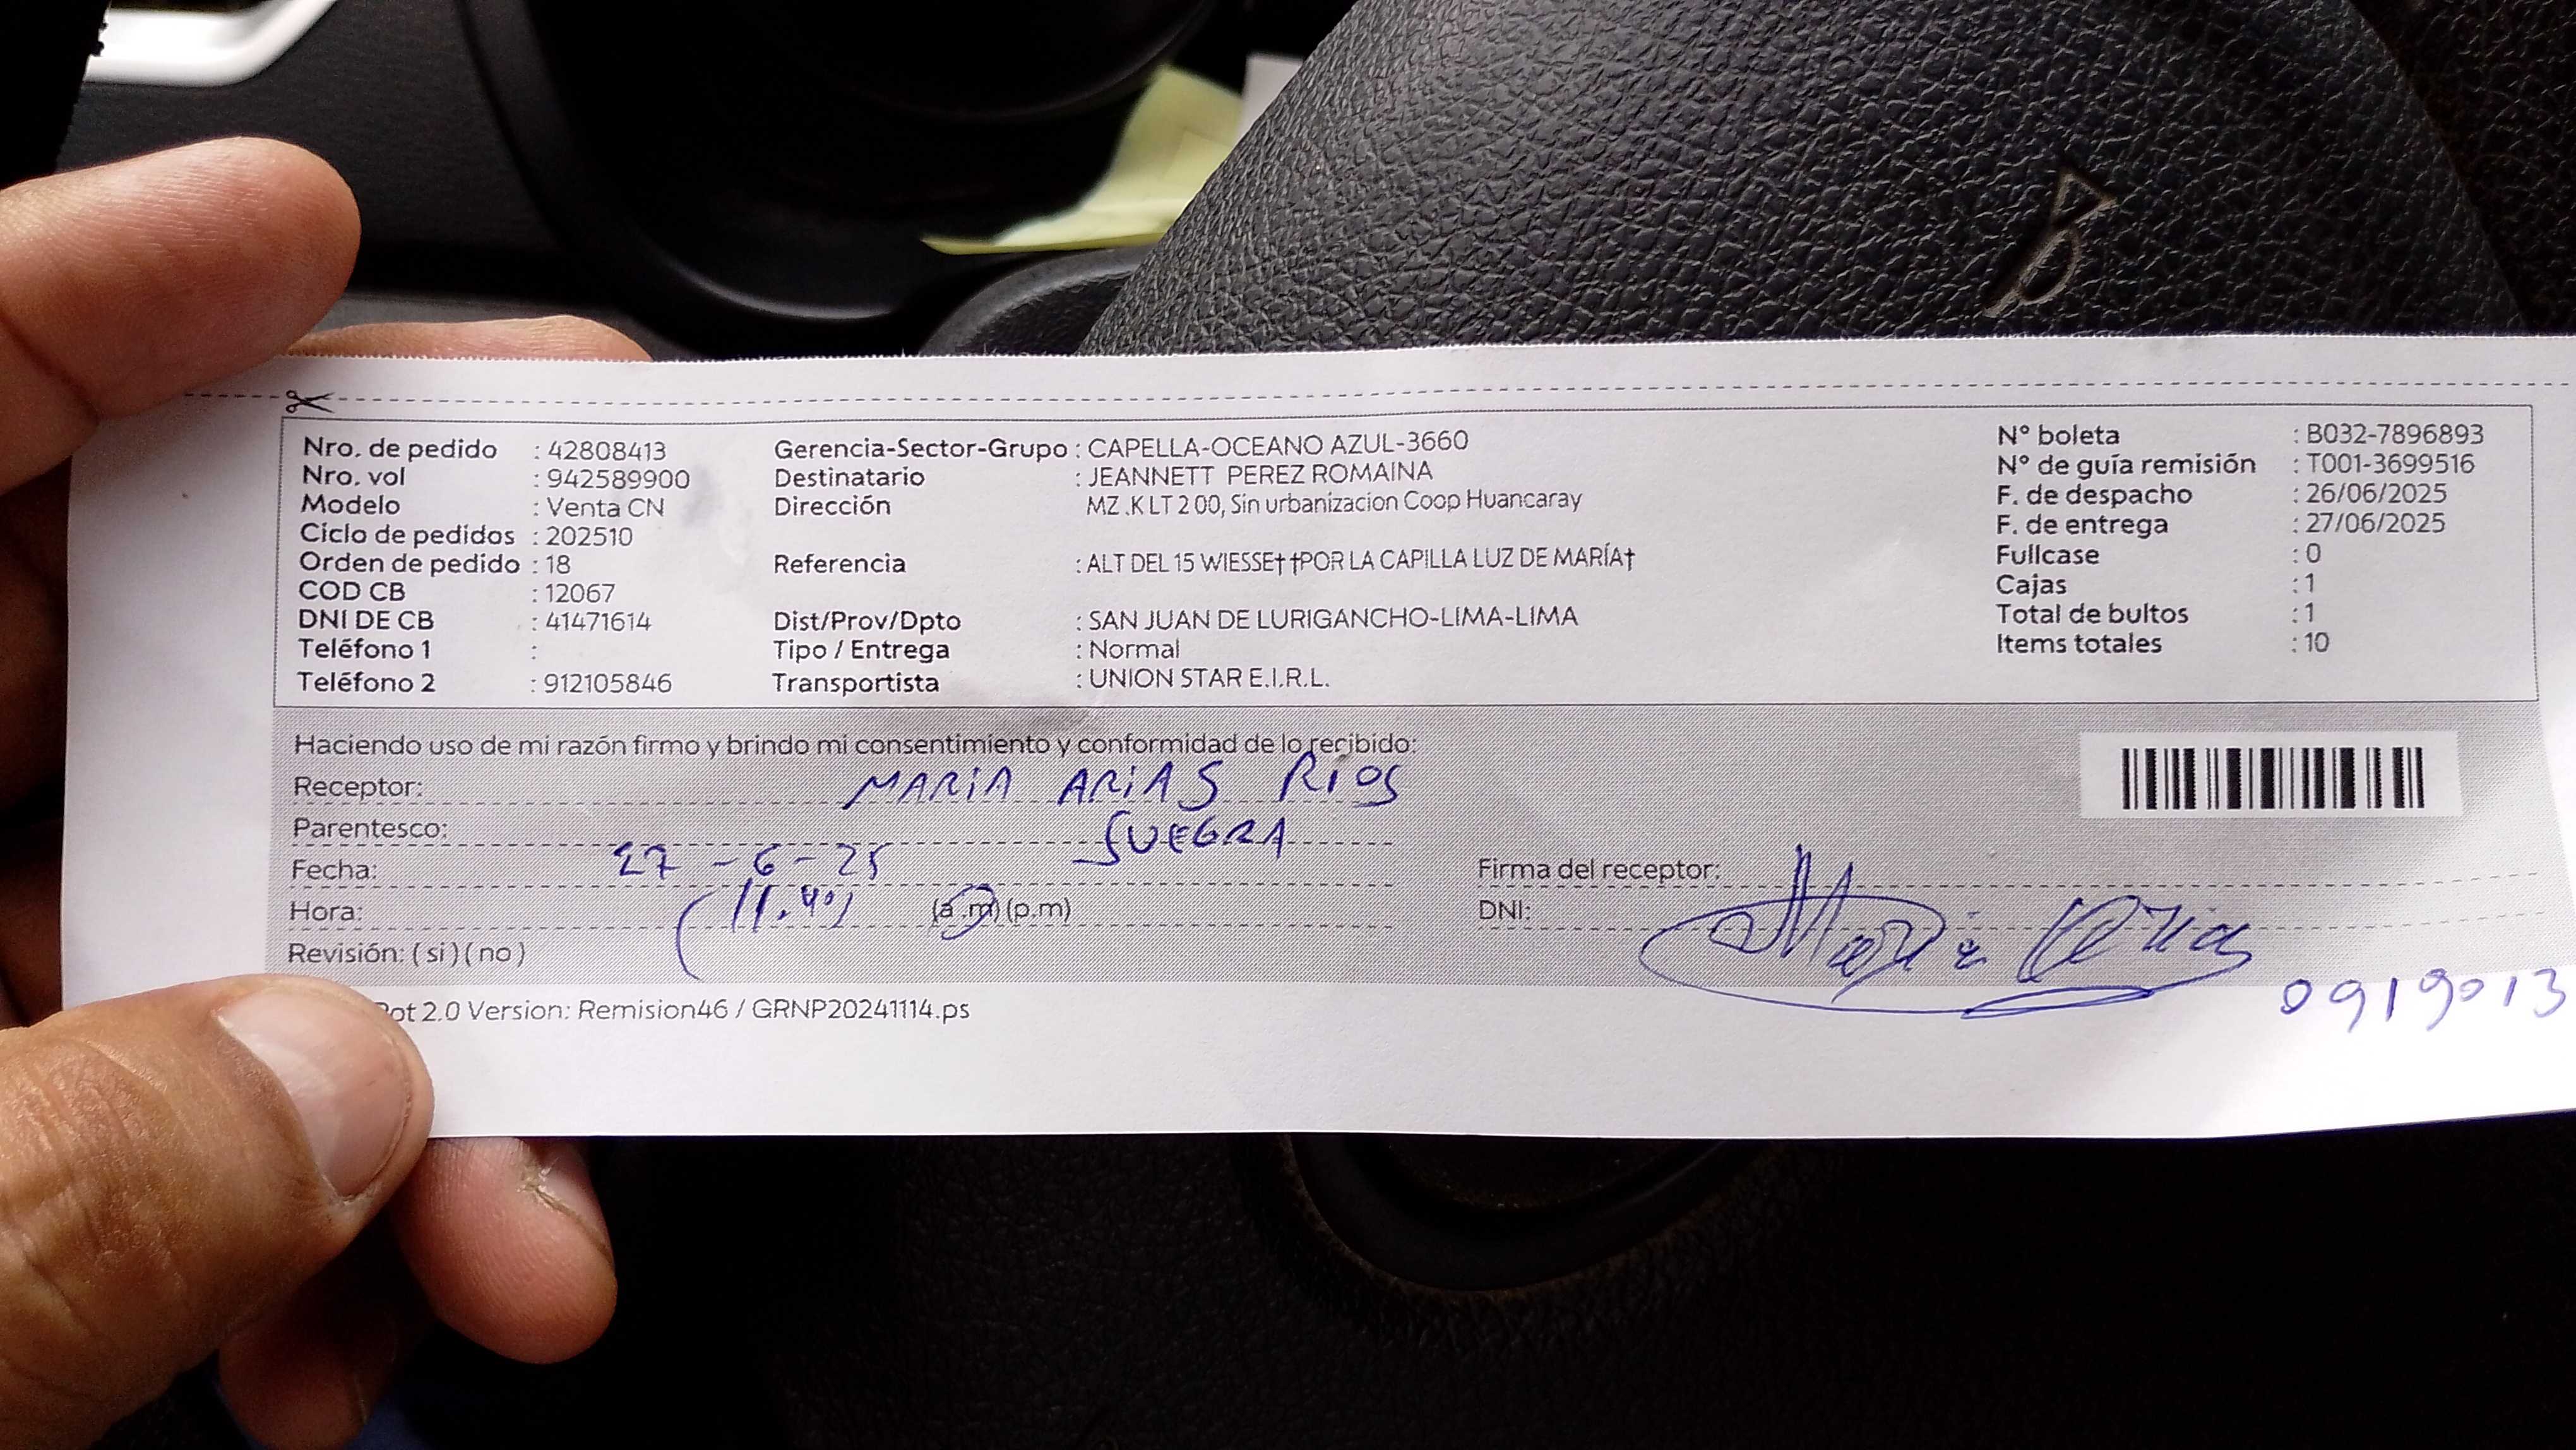 Nro. de pedido : 42808413
Nro. vol : 942589900
Modelo : Venta CN
Ciclo de pedidos : 202510
Orden de pedido : 18
COD CB : 12067
DNI DE CB : 41471614
Teléfono 1 :
Teléfono 2 : 912105846
Gerencia-Sector-Grupo : CAPELLA-OCEANO AZUL-3660
Destinatario : JEANNETT PEREZ ROMAINA
Dirección MZ .K LT 2 00, Sin urbanizacion Coop Huancaray
Referencia : ALT DEL 15 WIESSE† †POR LA CAPILLA LUZ DE MARÍA†
Dist/Prov/Dpto : SAN JUAN DE LURIGANCHO-LIMA-LIMA
Tipo / Entrega : Normal
Transportista : UNION STAR E.I.R.L.
N° boleta : B032-7896893
N° de guía remisión : T001-3699516
F. de despacho : 26/06/2025
F. de entrega : 27/06/2025
Fullcase : 0
Cajas : 1
Total de bultos : 1
Items totales : 10
Haciendo uso de mi razón firmo y brindo mi consentimiento y conformidad de lo recibido:
Receptor: MARIA ARIAS RIOS
Parentesco: SUEGRA
Fecha: 27-6-25
Hora: (11.40) (a.m) (p.m)
Revisión: ( si ) ( no )
Firma del receptor:
DNI: Maria Arias
0919013
ot 2.0 Version: Remision46 / GRNP20241114.ps